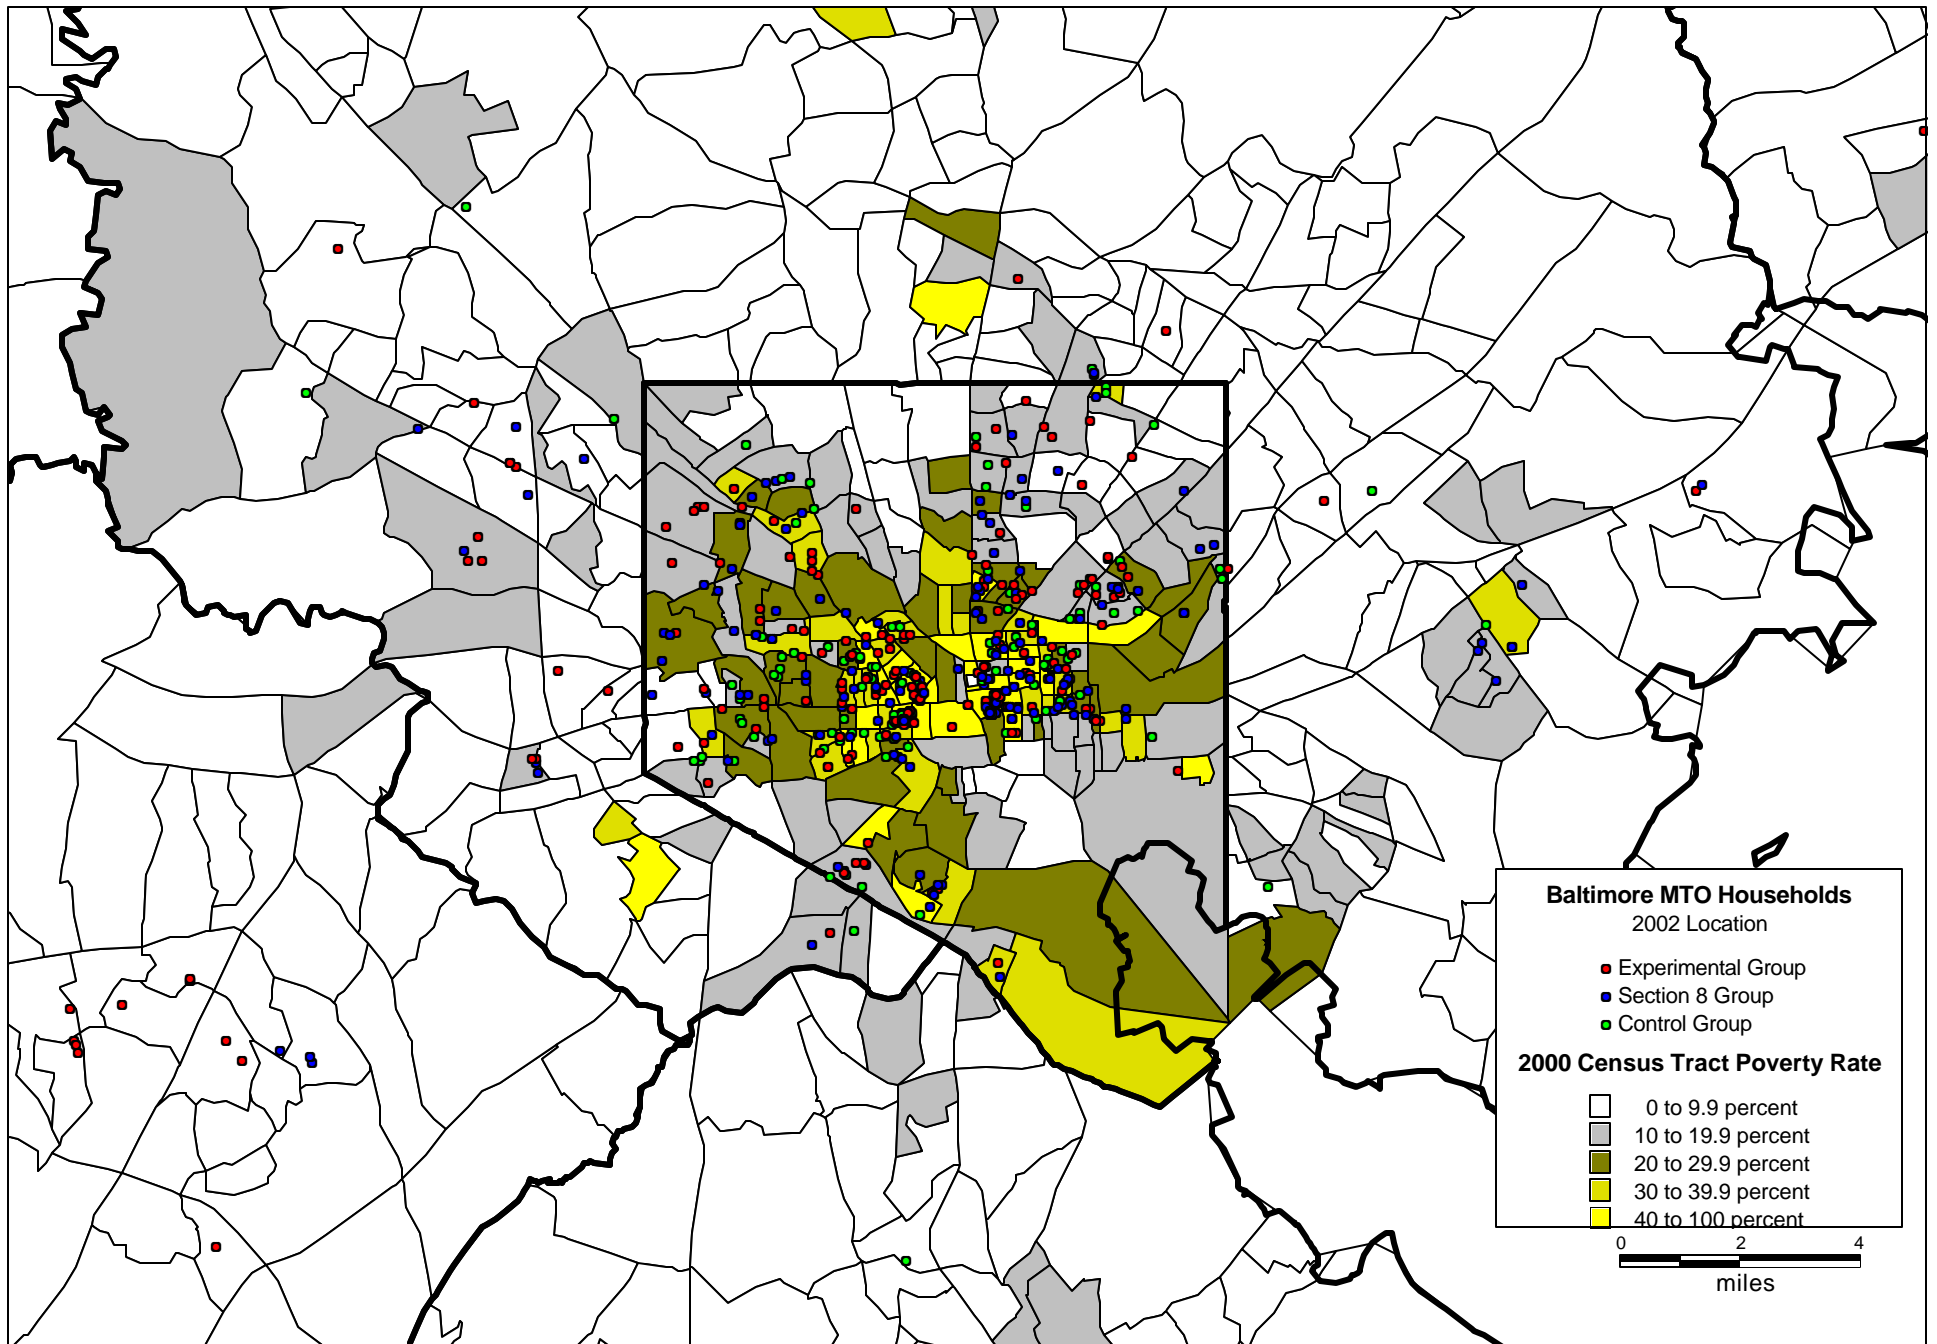 Baltimore MTO Households
2002 Location
Experimental Group
Section 8 Group
Control Group
2000 Census Tract Poverty Rate
0 to 9.9 percent
10 to 19.9 percent
20 to 29.9 percent
30 to 39.9 percent
40 to 100 percent
0 2 4
miles